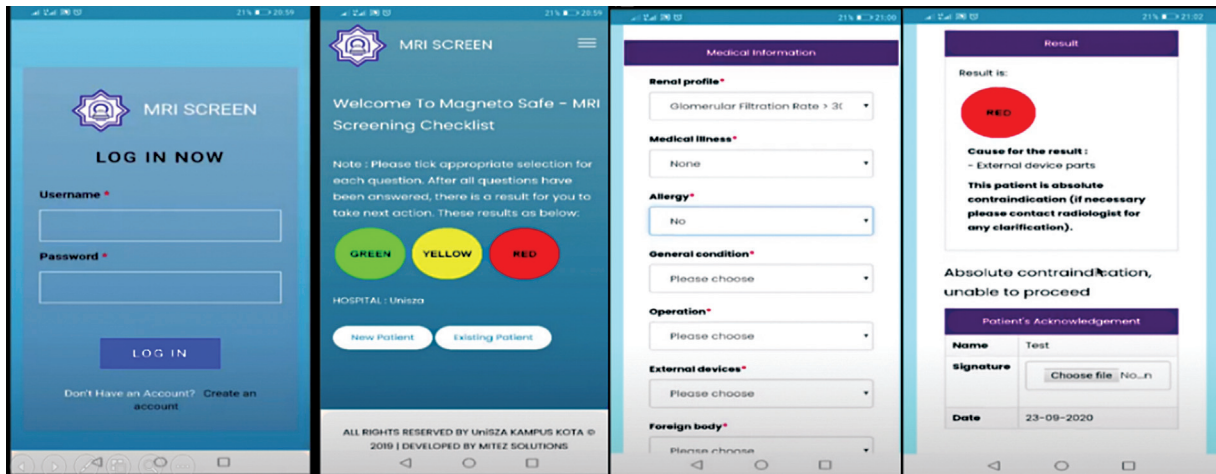 21% 20:59
MRI SCREEN
LOG IN NOW
Username *
Password *
LOG IN
Don't Have an Account? Create an
account
21% 20:59
MRI SCREEN
Welcome To Magneto Safe - MRI
Screening Checklist
Note : Please tick appropriate selection for
each question. After all questions have
been answered, there is a result for you to
take next action. These results as below:
GREEN YELLOW RED
HOSPITAL : Unisza
New Patient Existing Patient
ALL RIGHTS RESERVED BY UniSZA KAMPUS KOTA ©
2019 | DEVELOPED BY MITEZ SOLUTIONS
21% 21:00
Medical Information
Renal profile*
Glomerular Filtration Rate > 3(
Medical illness*
None
Allergy*
No
General condition*
Please choose
Operation*
Please choose
External devices*
Please choose
Foreign body*
Please choose
21% 21:02
Result
Result is:
RED
Cause for the result :
- External device parts
This patient is absolute
contraindication (if necessary
please contact radiologist for
any clarification).
Absolute contraindication,
unable to proceed
Patient's Acknowledgement
Name Test
Signature Choose file No...n
Date 23-09-2020